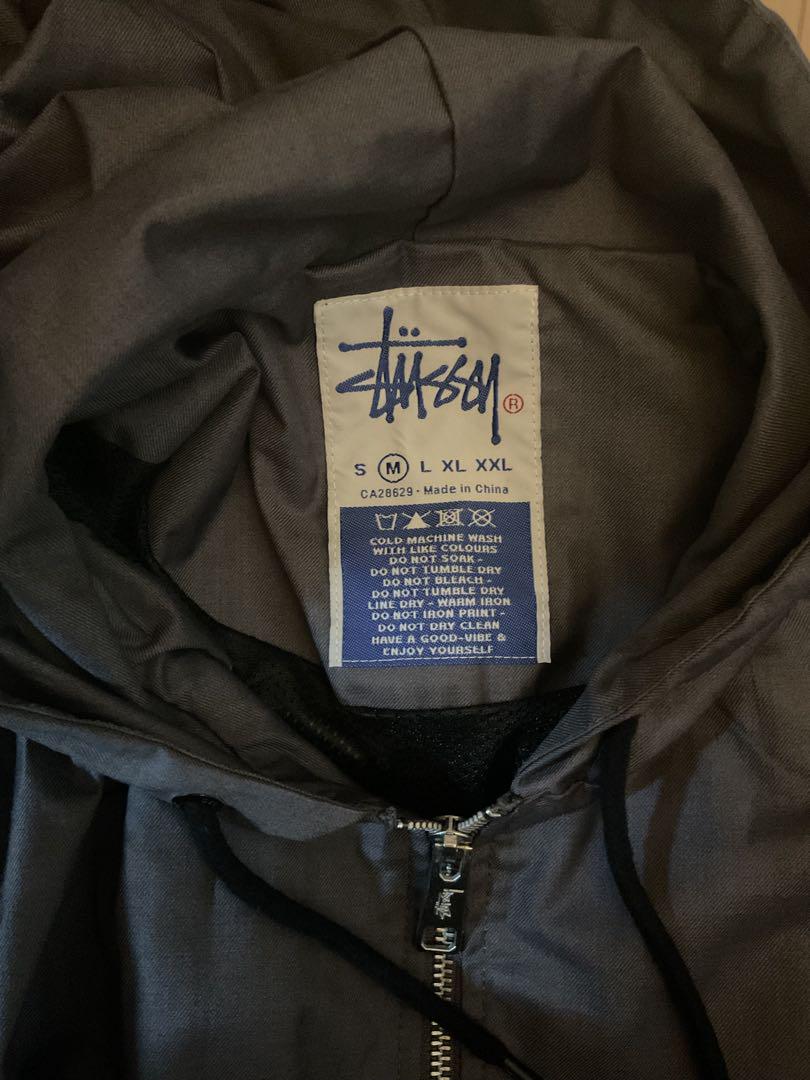 Stüssy ®
S M L XL XXL
CA28629 · Made in China
COLD MACHINE WASH
WITH LIKE COLOURS
DO NOT SOAK -
DO NOT TUMBLE DRY
DO NOT BLEACH -
DO NOT TUMBLE DRY
LINE DRY - WARM IRON
DO NOT IRON PRINT -
DO NOT DRY CLEAN
HAVE A GOOD-VIBE &
ENJOY YOURSELF